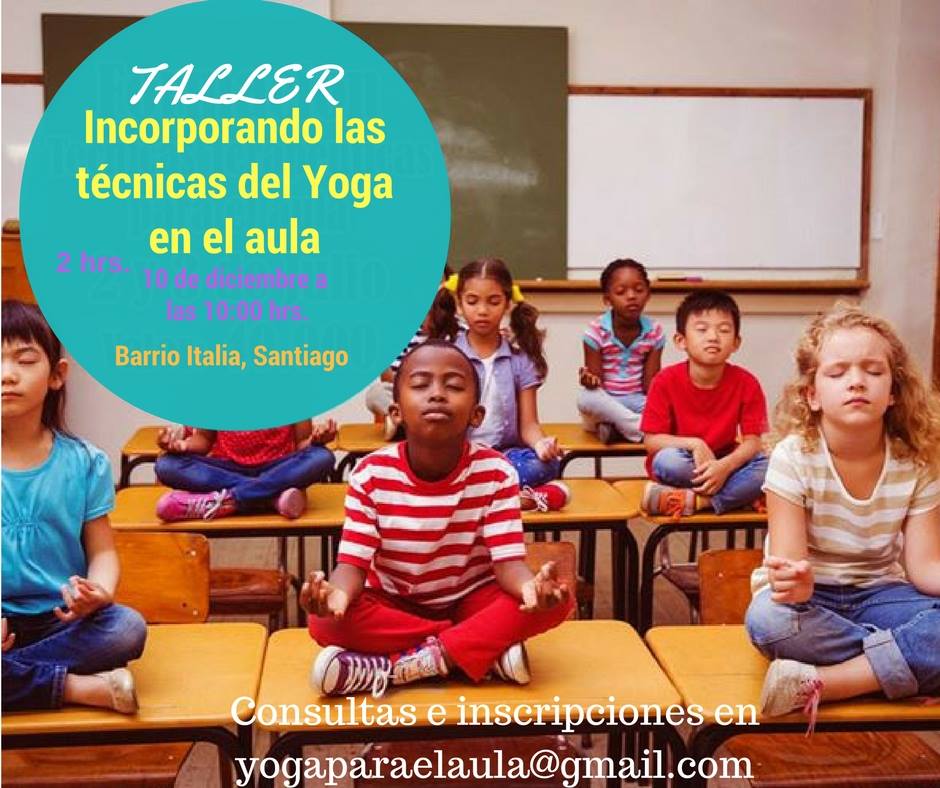 TALLER
Incorporando las
técnicas del Yoga
en el aula
2 hrs.
10 de diciembre a
las 10:00 hrs.
Barrio Italia, Santiago
Consultas e inscripciones en
yogaparaelaula@gmail.com